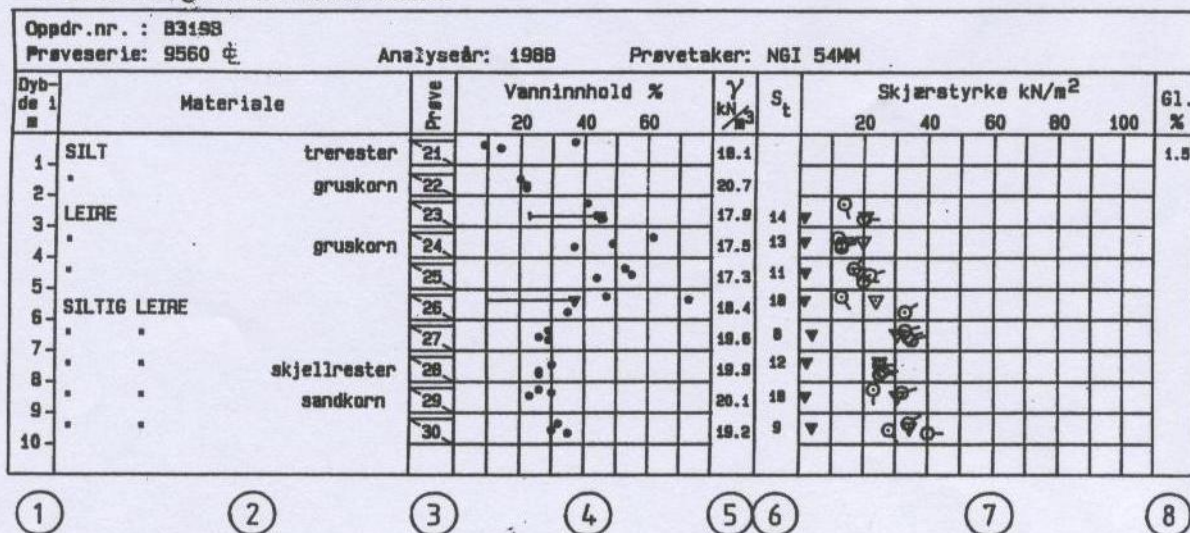 Oppdr.nr. : 83198
Prøveserie: 9560 ₵ Analyseår: 1988 Prøvetaker: NGI 54MM
Dyb-
de i
m
Materiale
Prøve
Vanninnhold %
20 40 60
γ
kN/m³
St
Skjærstyrke kN/m²
20 40 60 80 100
Gl.
%
1 SILT trerester 21 18.1 1.5
2 " gruskorn 22 20.7
3 LEIRE 23 17.9 14
4 " gruskorn 24 17.5 13
5 " 25 17.3 11
6 SILTIG LEIRE 26 18.4 18
7 " " 27 19.6 8
8 " " skjellrester 28 19.9 12
9 " " sandkorn 29 20.1 18
10 " " 30 19.2 9
1 2 3 4 5 6 7 8